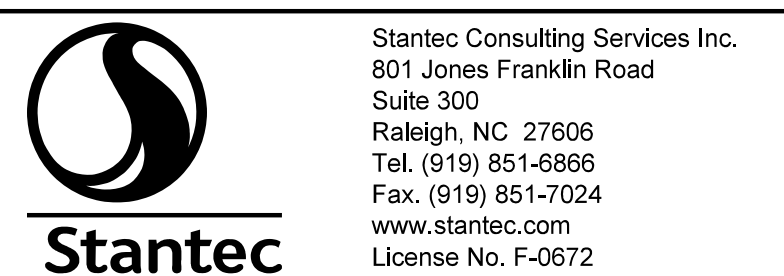 Stantec
Stantec Consulting Services Inc.
801 Jones Franklin Road
Suite 300
Raleigh, NC  27606
Tel. (919) 851-6866
Fax. (919) 851-7024
www.stantec.com
License No. F-0672